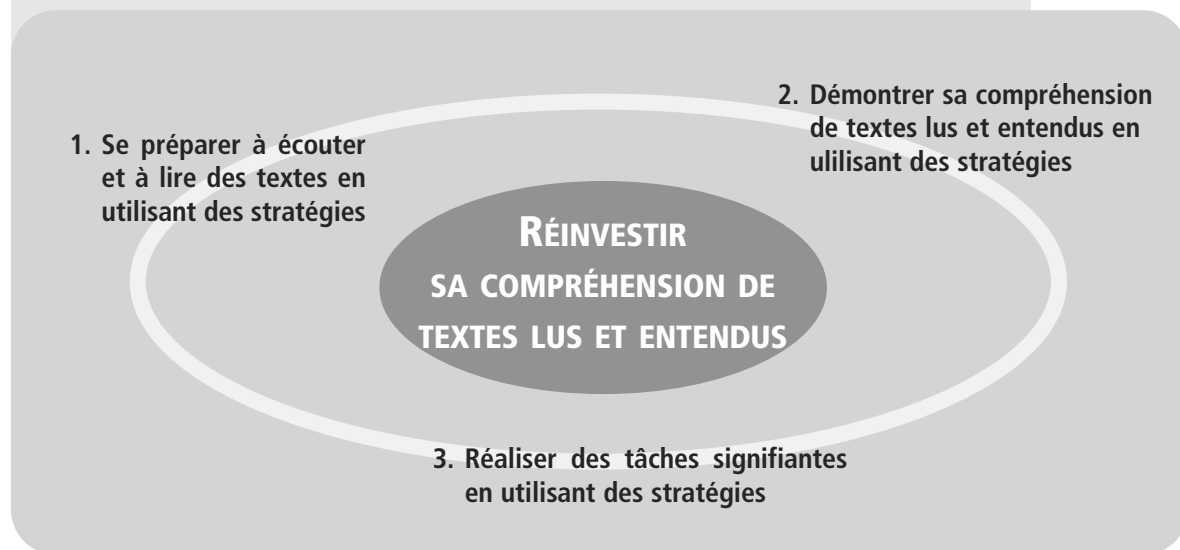 1. Se préparer à écouter
et à lire des textes en
utilisant des stratégies
2. Démontrer sa compréhension
de textes lus et entendus en
ulilisant des stratégies
RÉINVESTIR
SA COMPRÉHENSION DE
TEXTES LUS ET ENTENDUS
3. Réaliser des tâches signifiantes
en utilisant des stratégies